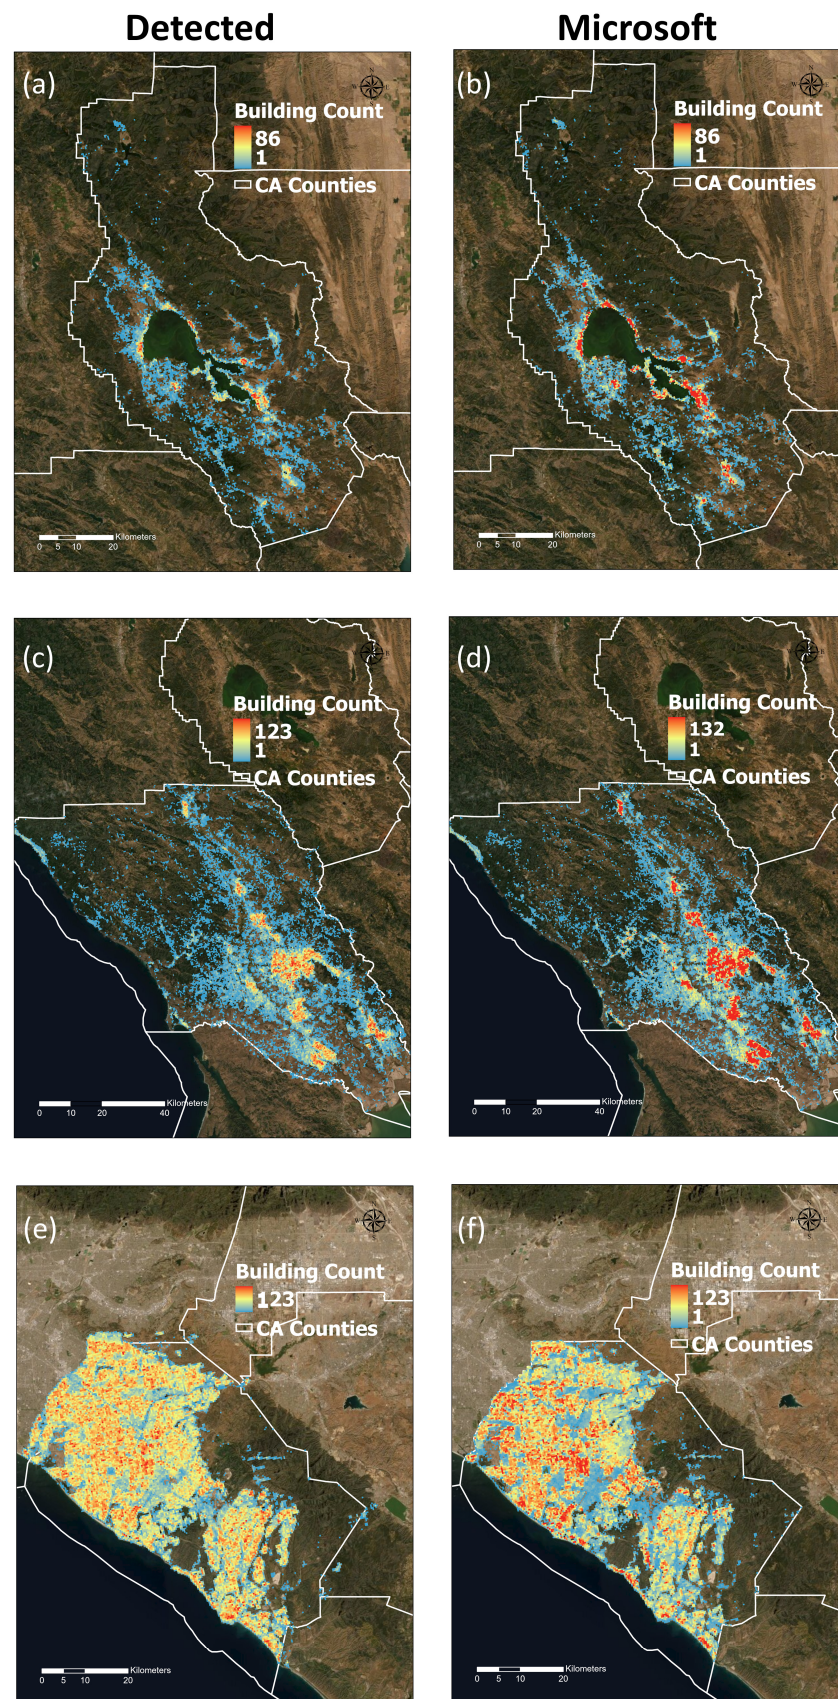 Detected
Microsoft
(a)
N
W
E
S
Building Count
86
1
CA Counties
Kilometers
0 5 10 20
(b)
N
W
E
S
Building Count
86
1
CA Counties
Kilometers
0 5 10 20
(c)
Building Count
123
1
CA Counties
Kilometers
0 10 20 40
(d)
Building Count
132
1
CA Counties
Kilometers
0 10 20 40
(e)
N
W
E
S
Building Count
123
1
CA Counties
Kilometers
0 5 10 20
(f)
N
W
E
S
Building Count
123
1
CA Counties
Kilometers
0 5 10 20